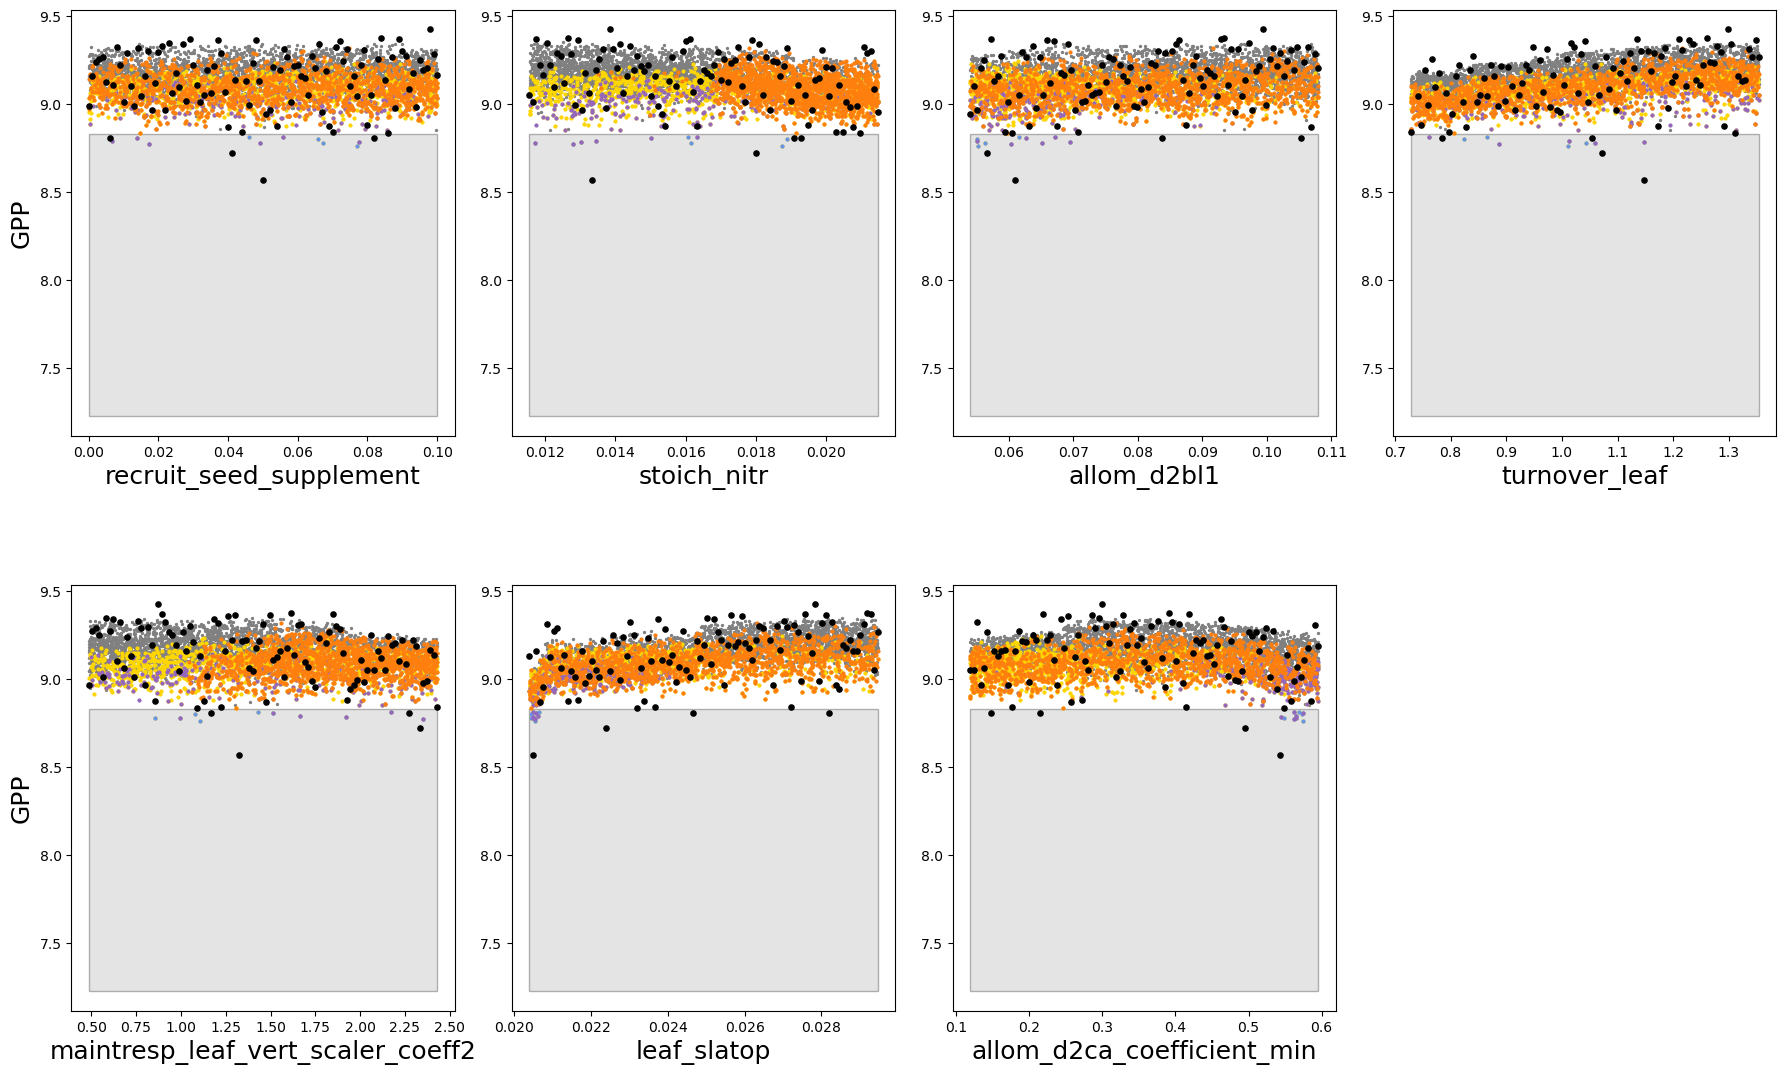 9.5 9.5 9.5 9.5
9.0 9.0 9.0 9.0
8.5 8.5 8.5 8.5
GPP
8.0 8.0 8.0 8.0
7.5 7.5 7.5 7.5
0.00 0.02 0.04 0.06 0.08 0.10 0.012 0.014 0.016 0.018 0.020 0.06 0.07 0.08 0.09 0.10 0.11 0.7 0.8 0.9 1.0 1.1 1.2 1.3
recruit_seed_supplement stoich_nitr allom_d2bl1 turnover_leaf
9.5 9.5 9.5
9.0 9.0 9.0
8.5 8.5 8.5
GPP
8.0 8.0 8.0
7.5 7.5 7.5
0.50 0.75 1.00 1.25 1.50 1.75 2.00 2.25 2.50 0.020 0.022 0.024 0.026 0.028 0.1 0.2 0.3 0.4 0.5 0.6
maintresp_leaf_vert_scaler_coeff2 leaf_slatop allom_d2ca_coefficient_min